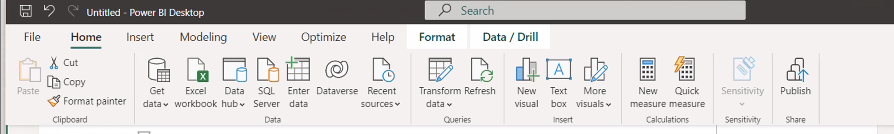 Untitled - Power BI Desktop
Search
File Home Insert Modeling View Optimize Help Format Data / Drill
Paste
Cut
Copy
Format painter
Clipboard
Get data
Excel workbook
Data hub
SQL Server
Enter data
Dataverse
Recent sources
Data
Transform data
Refresh
Queries
New visual
Text box
More visuals
Insert
New measure
Quick measure
Calculations
Sensitivity
Sensitivity
Publish
Share